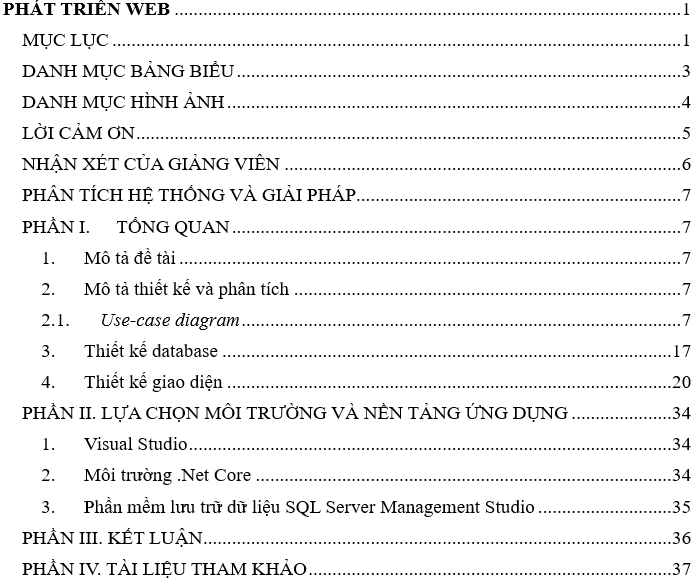 PHÁT TRIỂN WEB ........ 1
MỤC LỤC ........ 1
DANH MỤC BẢNG BIỂU ........ 3
DANH MỤC HÌNH ẢNH ........ 4
LỜI CẢM ƠN ........ 5
NHẬN XÉT CỦA GIẢNG VIÊN ........ 6
PHÂN TÍCH HỆ THỐNG VÀ GIẢI PHÁP ........ 7
PHẦN I. TỔNG QUAN ........ 7
1. Mô tả đề tài ........ 7
2. Mô tả thiết kế và phân tích ........ 7
2.1. Use-case diagram ........ 7
3. Thiết kế database ........ 17
4. Thiết kế giao diện ........ 20
PHẦN II. LỰA CHỌN MÔI TRƯỜNG VÀ NỀN TẢNG ỨNG DỤNG ........ 34
1. Visual Studio ........ 34
2. Môi trường .Net Core ........ 34
3. Phần mềm lưu trữ dữ liệu SQL Server Management Studio ........ 35
PHẦN III. KẾT LUẬN ........ 36
PHẦN IV. TÀI LIỆU THAM KHẢO ........ 37